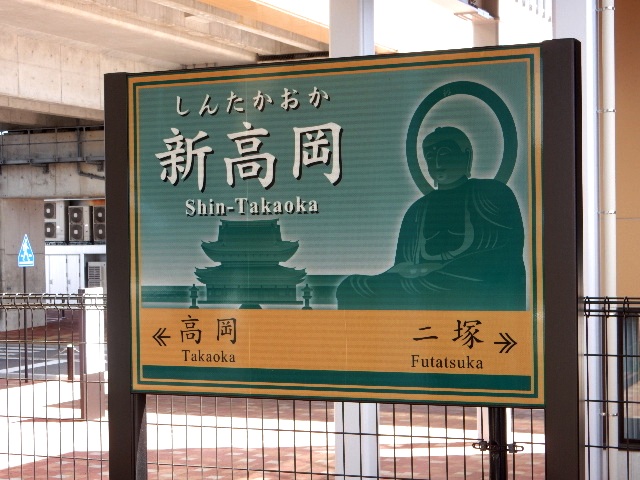 しんたかおか
新高岡
Shin-Takaoka
≪ 高岡
Takaoka
二塚 ≫
Futatsuka